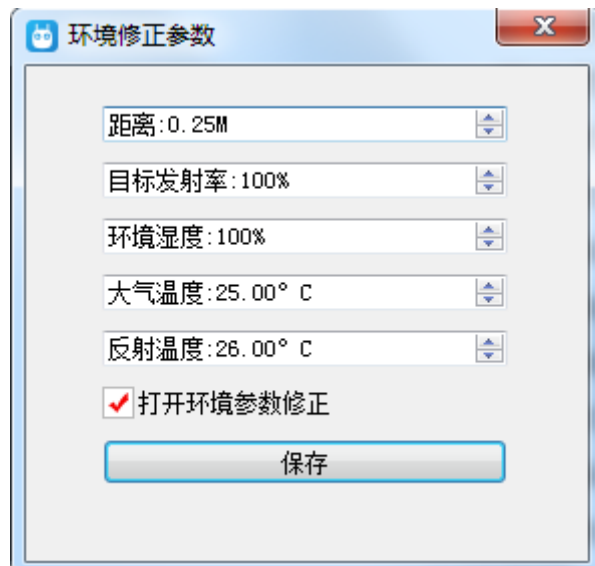 环境修正参数
距离:0.25M
目标发射率:100%
环境湿度:100%
大气温度:25.00° C
反射温度:26.00° C
打开环境参数修正
保存